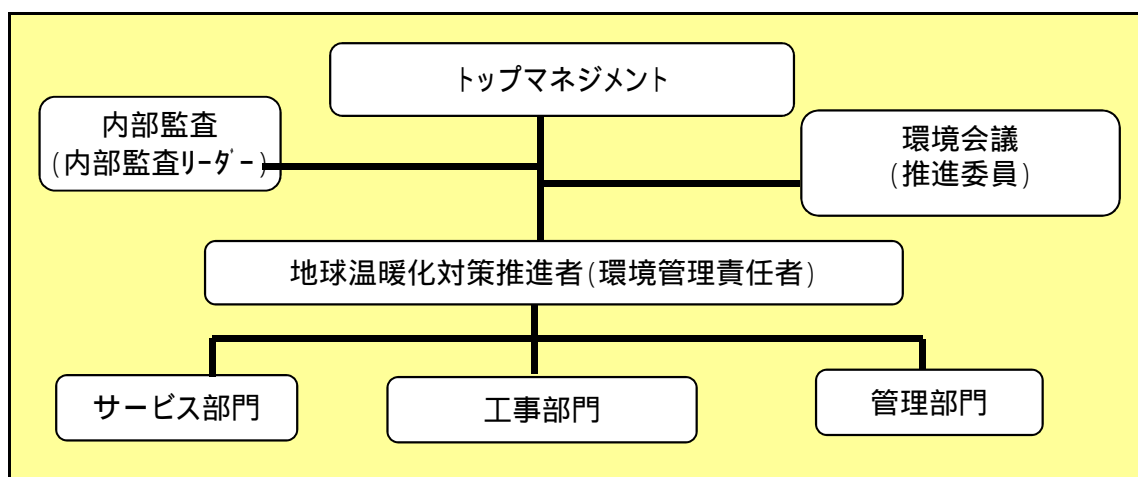 トップマネジメント
内部監査
(内部監査ﾘｰﾀﾞｰ)
環境会議
(推進委員)
地球温暖化対策推進者(環境管理責任者)
サービス部門
工事部門
管理部門